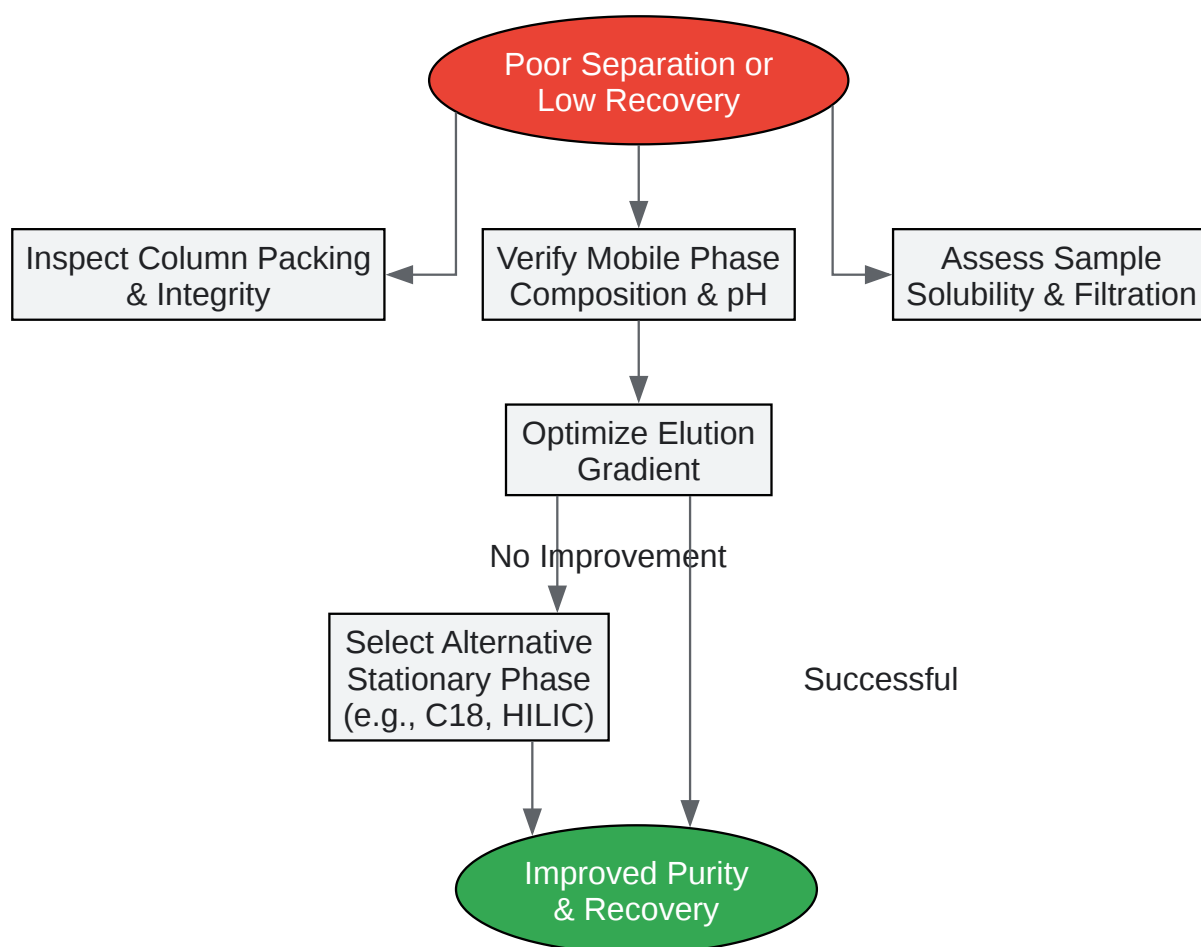 Poor Separation or
Low Recovery
Inspect Column Packing
& Integrity
Verify Mobile Phase
Composition & pH
Assess Sample
Solubility & Filtration
Optimize Elution
Gradient
No Improvement
Select Alternative
Stationary Phase
(e.g., C18, HILIC)
Successful
Improved Purity
& Recovery